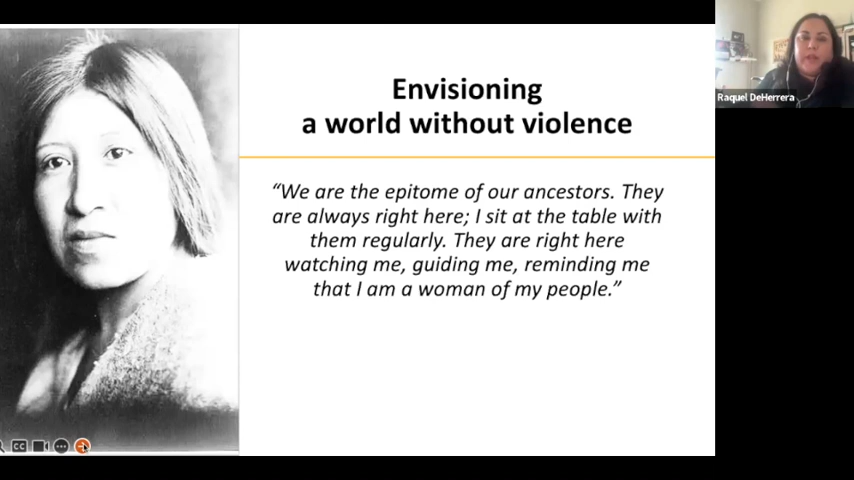 Envisioning
a world without violence
“We are the epitome of our ancestors. They
are always right here; I sit at the table with
them regularly. They are right here
watching me, guiding me, reminding me
that I am a woman of my people.”
Raquel DeHerrera
CC